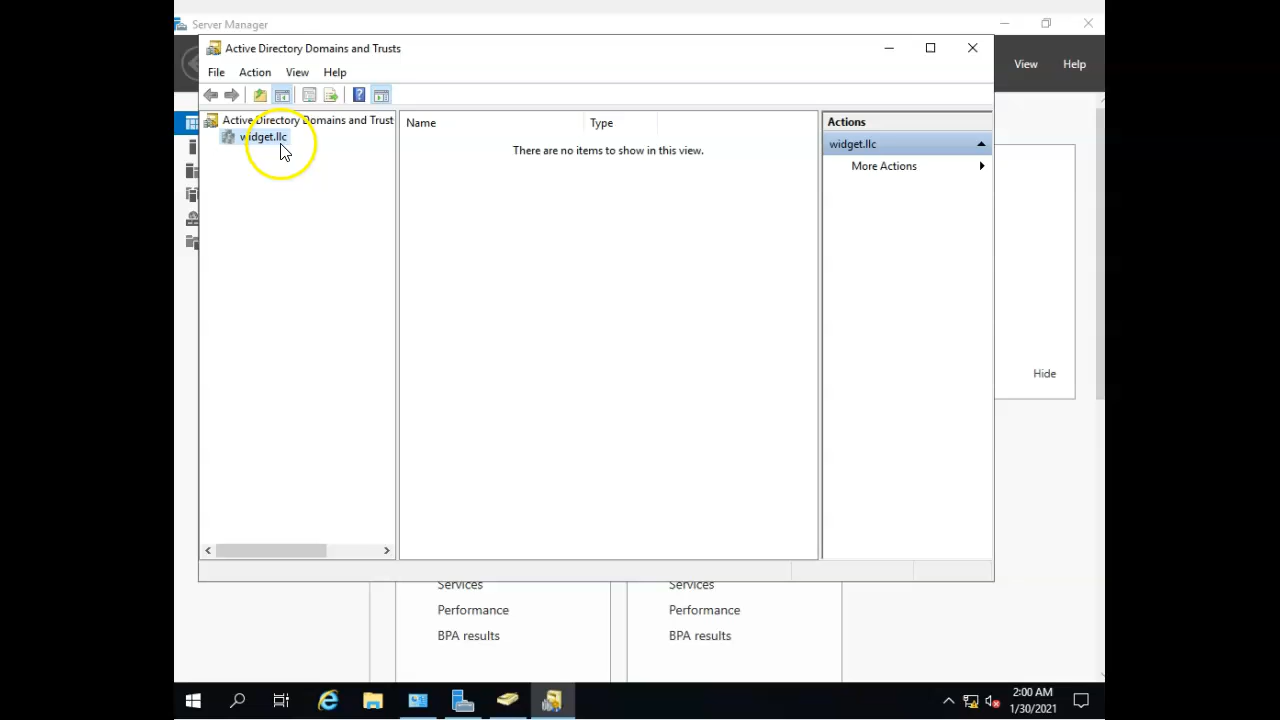 Server Manager
Active Directory Domains and Trusts
File Action View Help
View Help
Active Directory Domains and Trust
widget.llc
Name Type
There are no items to show in this view.
Actions
widget.llc
More Actions
Hide
Services Services
Performance Performance
BPA results BPA results
2:00 AM
1/30/2021